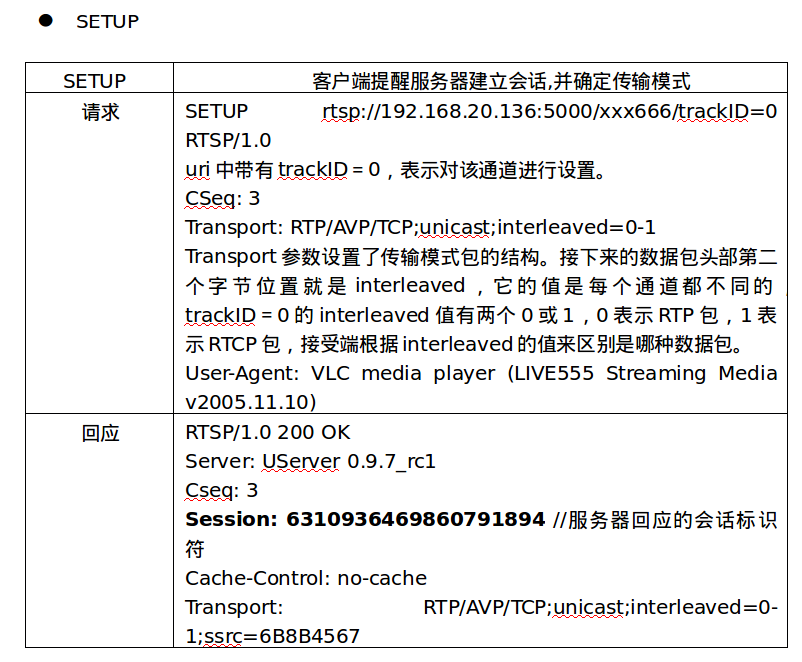 ● SETUP
SETUP 客户端提醒服务器建立会话,并确定传输模式
请求 SETUP rtsp://192.168.20.136:5000/xxx666/trackID=0
RTSP/1.0
uri 中带有 trackID = 0，表示对该通道进行设置。
CSeq: 3
Transport: RTP/AVP/TCP;unicast;interleaved=0-1
Transport 参数设置了传输模式包的结构。接下来的数据包头部第二
个字节位置就是 interleaved，它的值是每个通道都不同的，
trackID = 0 的 interleaved 值有两个 0 或 1，0 表示 RTP 包，1 表
示 RTCP 包，接受端根据 interleaved 的值来区别是哪种数据包。
User-Agent: VLC media player (LIVE555 Streaming Media
v2005.11.10)
回应 RTSP/1.0 200 OK
Server: UServer 0.9.7_rc1
Cseq: 3
Session: 6310936469860791894 //服务器回应的会话标识
符
Cache-Control: no-cache
Transport: RTP/AVP/TCP;unicast;interleaved=0-
1;ssrc=6B8B4567